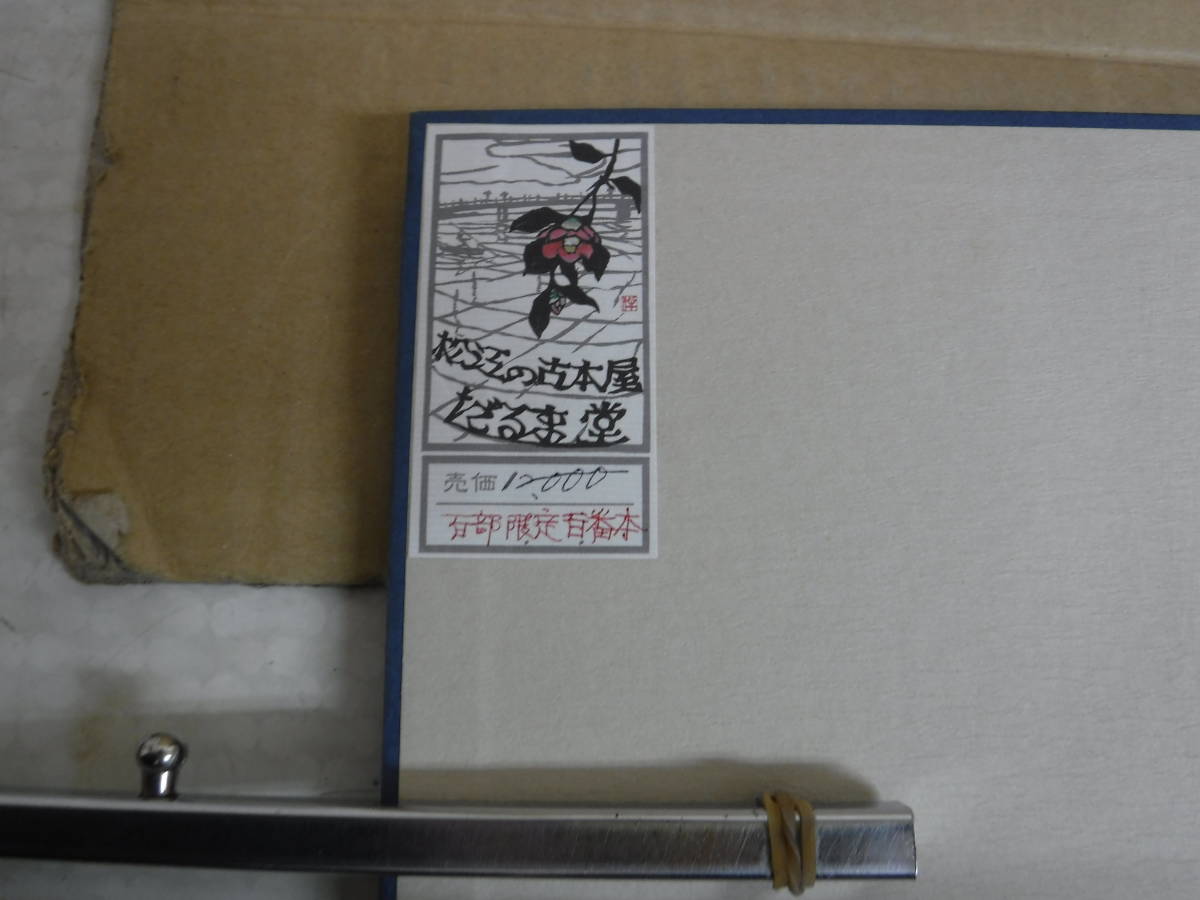 松江の古本屋
だるま堂
売価 12,000
百部限定百番本